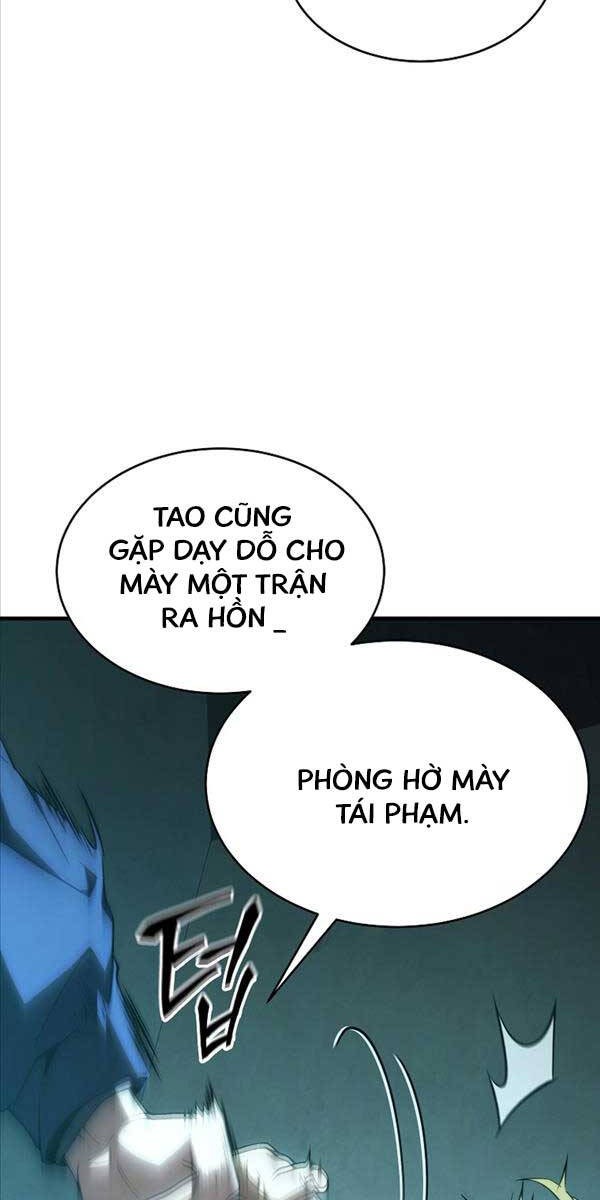 TAO CŨNG
GẶP DẠY DỖ CHO
MÀY MỘT TRẬN
RA HỒN _
PHÒNG HỜ MÀY
TÁI PHẠM.
텁